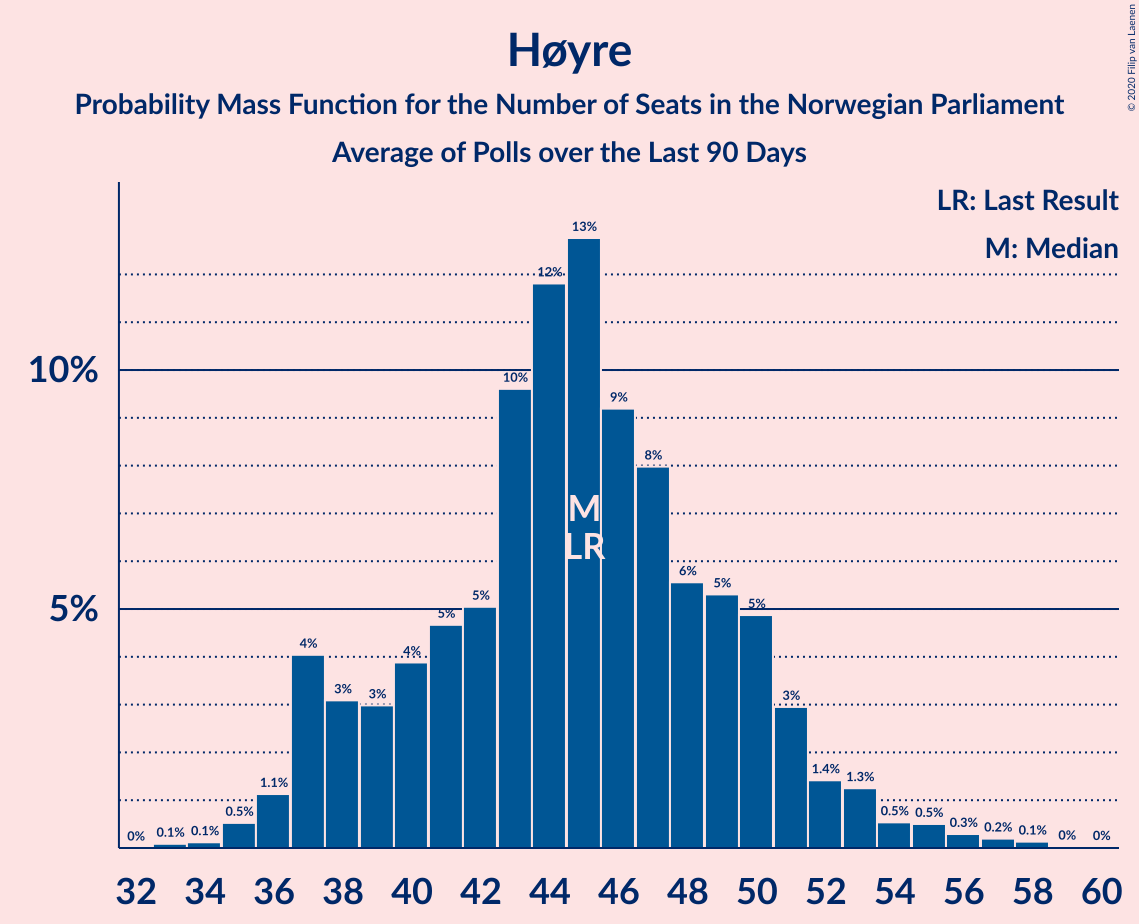 Høyre
Probability Mass Function for the Number of Seats in the Norwegian Parliament
Average of Polls over the Last 90 Days
© 2020 Filip van Laenen
LR: Last Result
M: Median
10%
5%
0% 0.1% 0.1% 0.5% 1.1% 4% 3% 3% 4% 5% 5% 10% 12% 13% 9% 8% 6% 5% 5% 3% 1.4% 1.3% 0.5% 0.5% 0.3% 0.2% 0.1% 0% 0%
M
LR
32 34 36 38 40 42 44 46 48 50 52 54 56 58 60